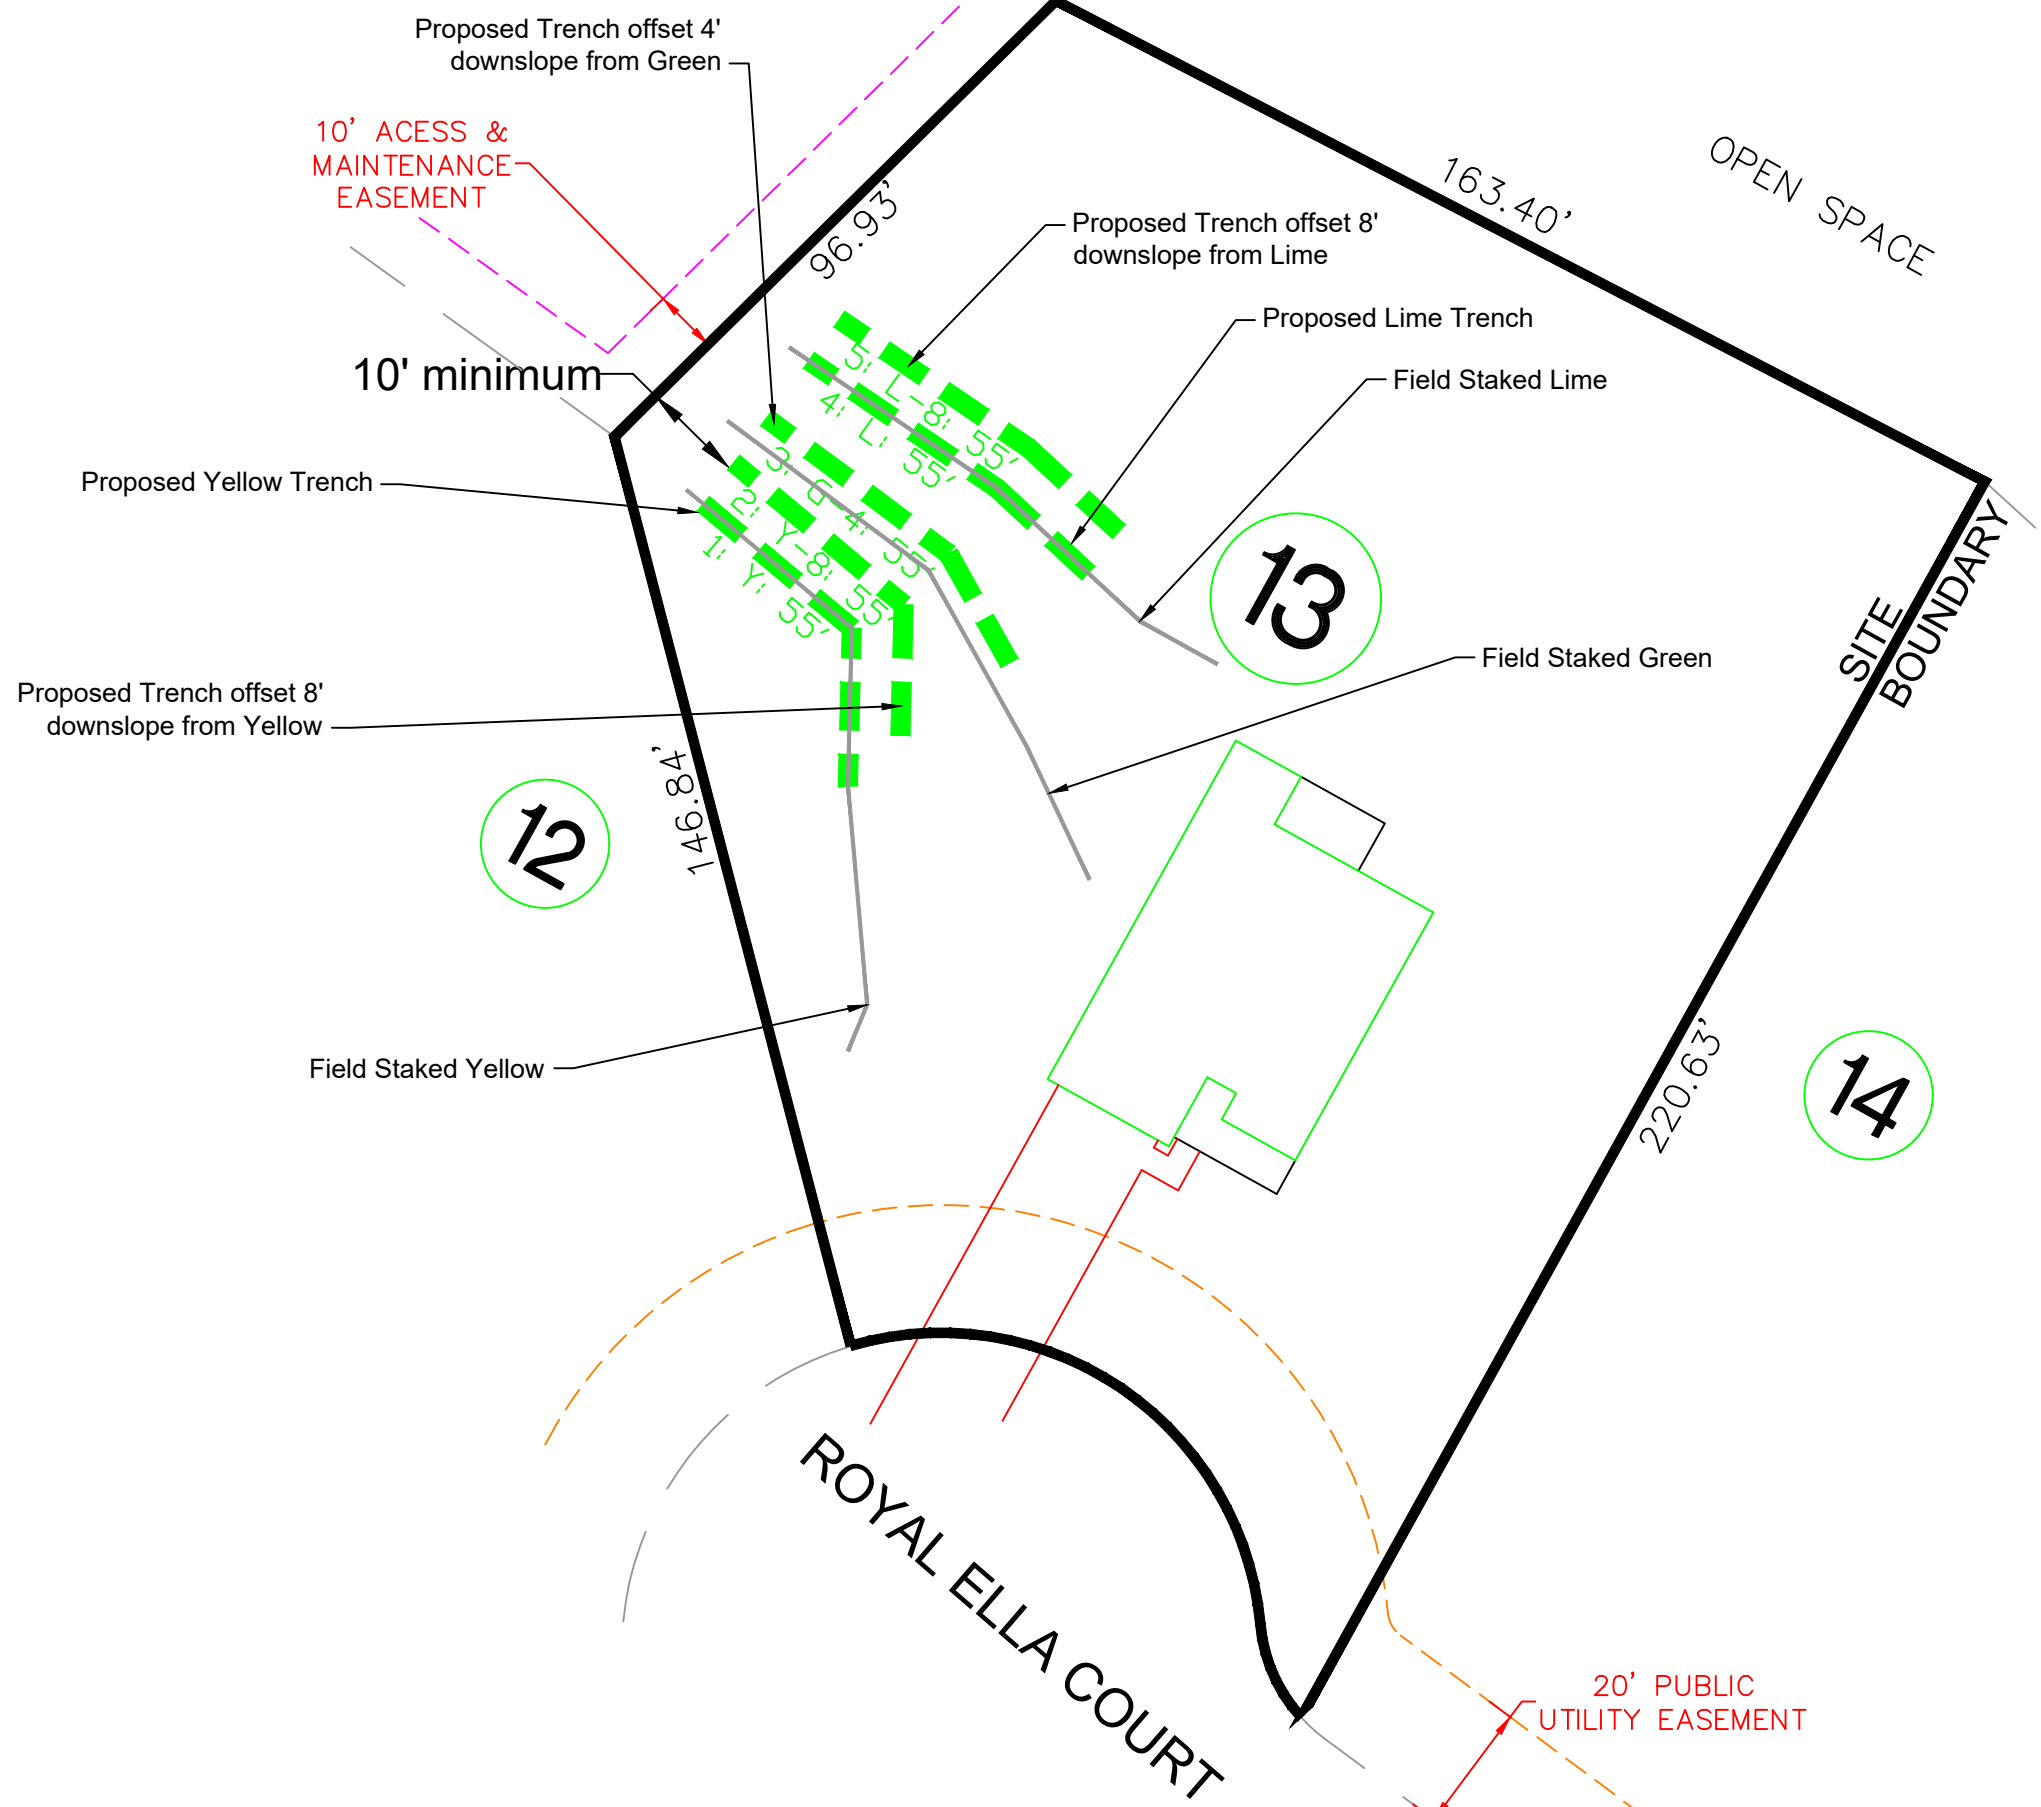 Proposed Trench offset 4'
downslope from Green
10' ACESS &
MAINTENANCE
EASEMENT
96.93'
163.40'
OPEN SPACE
Proposed Trench offset 8'
downslope from Lime
Proposed Lime Trench
10' minimum
Field Staked Lime
Proposed Yellow Trench
5; L-8; 55'
4; L; 55'
3; G-4; 55'
2; Y-8; 55'
1; Y; 55'
13
SITE
BOUNDARY
Field Staked Green
Proposed Trench offset 8'
downslope from Yellow
146.84'
12
Field Staked Yellow
220.63'
14
ROYAL ELLA COURT
20' PUBLIC
UTILITY EASEMENT